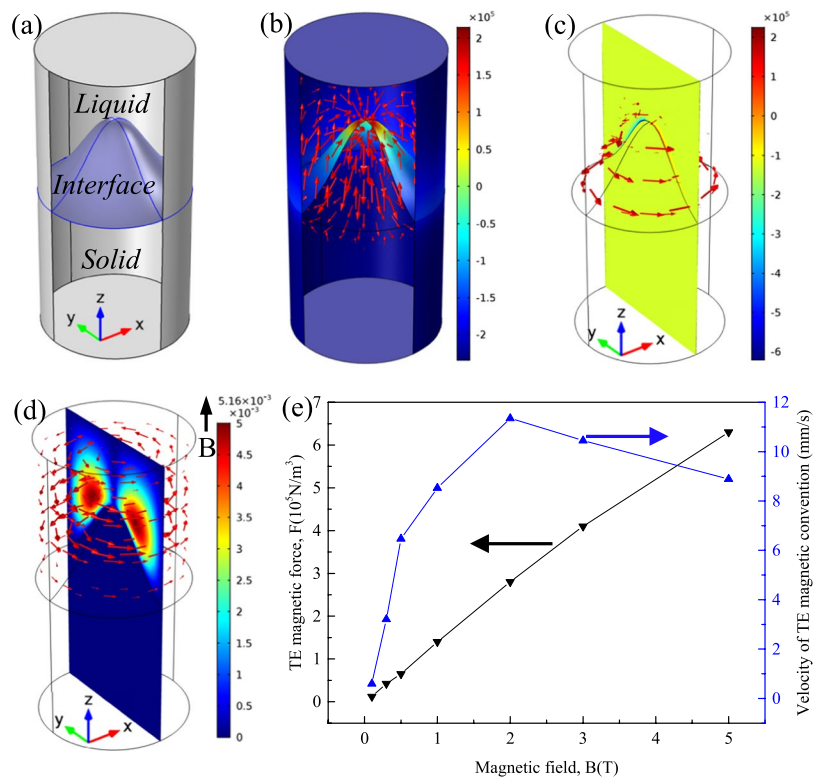 (a)
Liquid
Interface
Solid
z
y
x
(b)
×10⁵
2
1.5
1
0.5
0
-0.5
-1
-1.5
-2
z
y
x
(c)
×10⁵
2
1
0
-1
-2
-3
-4
-5
-6
z
y
x
(d)
B
5.16×10⁻³
×10⁻³
5
4.5
4
3.5
3
2.5
2
1.5
1
0.5
0
z
y
x
(e)
TE magnetic force, F(10⁵N/m³)
7
6
5
4
3
2
1
0
0
1
2
3
4
5
Magnetic field, B(T)
12
10
8
6
4
2
0
Velocity of TE magnetic convention (mm/s)